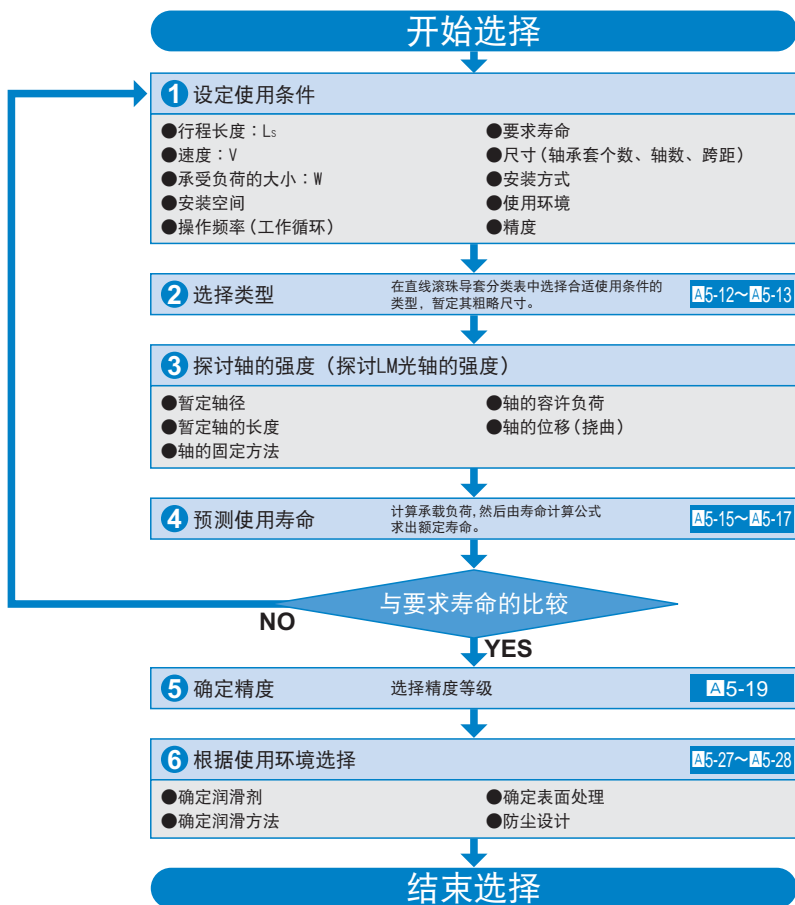 开始选择
1 设定使用条件
●行程长度：Ls
●速度：V
●承受负荷的大小：W
●安装空间
●操作频率（工作循环）
●要求寿命
●尺寸（轴承套个数、轴数、跨距）
●安装方式
●使用环境
●精度
2 选择类型
在直线滚珠导套分类表中选择合适使用条件的
类型，暂定其粗略尺寸。
A5-12～A5-13
3 探讨轴的强度（探讨LM光轴的强度）
●暂定轴径
●暂定轴的长度
●轴的固定方法
●轴的容许负荷
●轴的位移（挠曲）
4 预测使用寿命
计算承载负荷,然后由寿命计算公式
求出额定寿命。
A5-15～A5-17
与要求寿命的比较
NO
YES
5 确定精度
选择精度等级
A5-19
6 根据使用环境选择
A5-27～A5-28
●确定润滑剂
●确定润滑方法
●确定表面处理
●防尘设计
结束选择